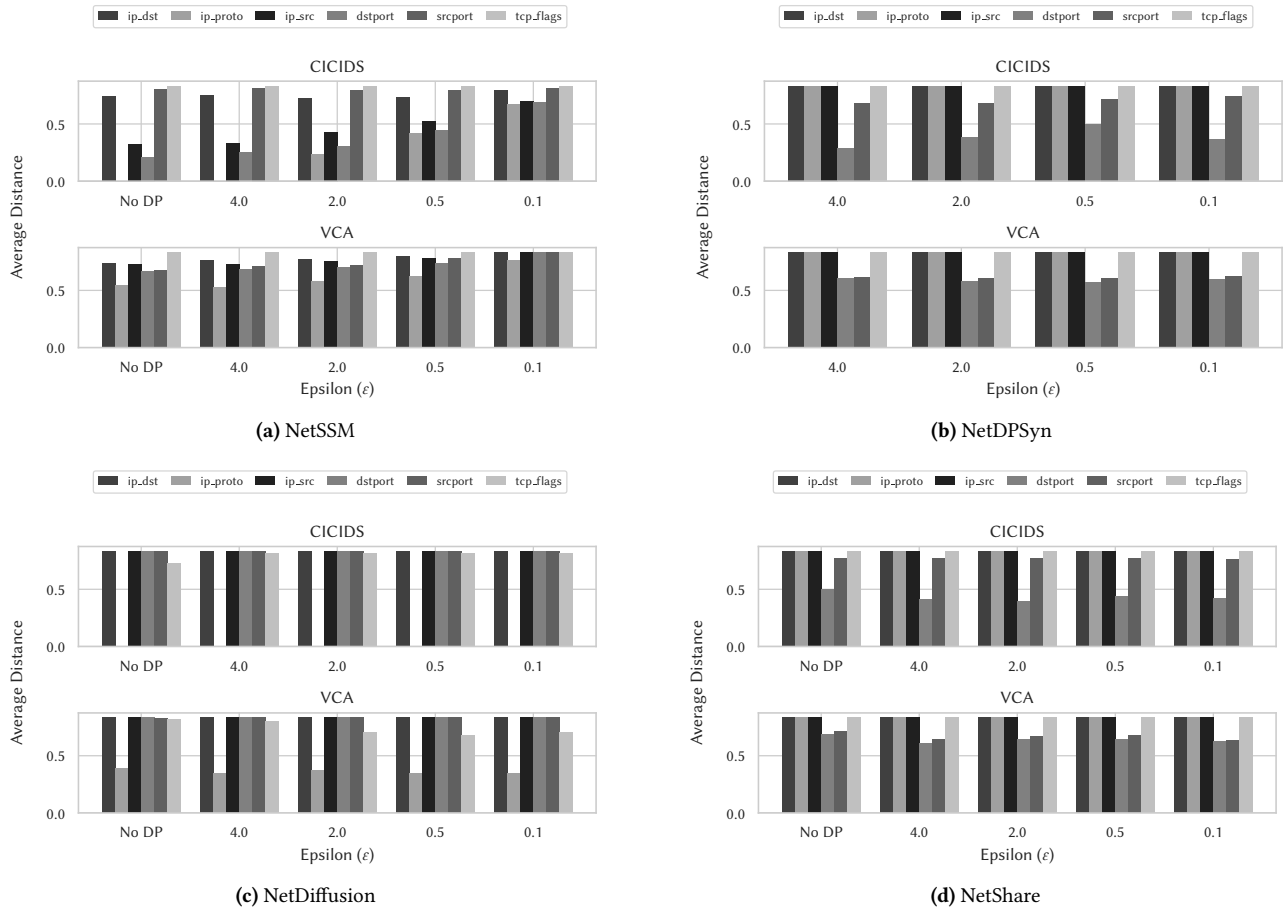 ip_dst ip_proto ip_src dstport srcport tcp_flags
CICIDS
0.5
0.0
No DP 4.0 2.0 0.5 0.1
VCA
0.5
0.0
No DP 4.0 2.0 0.5 0.1
Average Distance
Epsilon (ε)
(a) NetSSM
ip_dst ip_proto ip_src dstport srcport tcp_flags
CICIDS
0.5
0.0
4.0 2.0 0.5 0.1
VCA
0.5
0.0
4.0 2.0 0.5 0.1
Average Distance
Epsilon (ε)
(b) NetDPSyn
ip_dst ip_proto ip_src dstport srcport tcp_flags
CICIDS
0.5
0.0
No DP 4.0 2.0 0.5 0.1
VCA
0.5
0.0
No DP 4.0 2.0 0.5 0.1
Average Distance
Epsilon (ε)
(c) NetDiffusion
ip_dst ip_proto ip_src dstport srcport tcp_flags
CICIDS
0.5
0.0
No DP 4.0 2.0 0.5 0.1
VCA
0.5
0.0
No DP 4.0 2.0 0.5 0.1
Average Distance
Epsilon (ε)
(d) NetShare